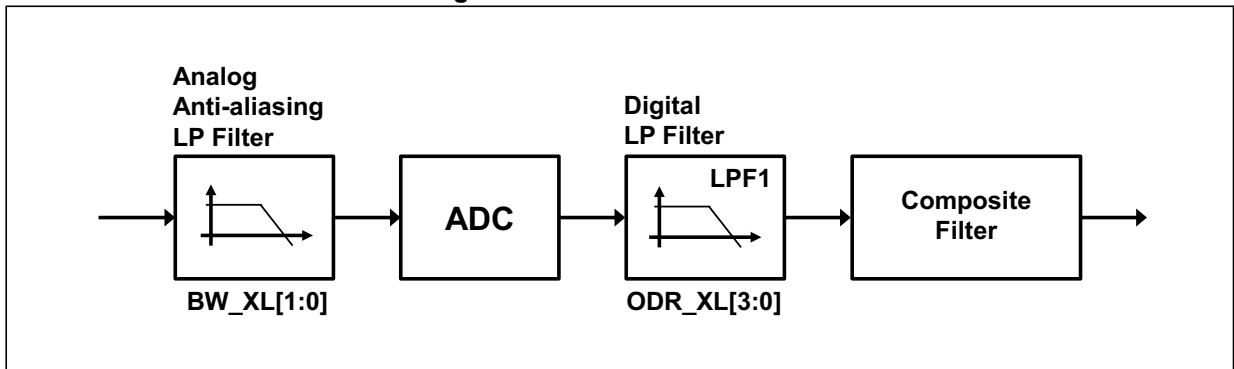 Analog
Anti-aliasing
LP Filter
BW_XL[1:0]
ADC
Digital
LP Filter
LPF1
ODR_XL[3:0]
Composite
Filter